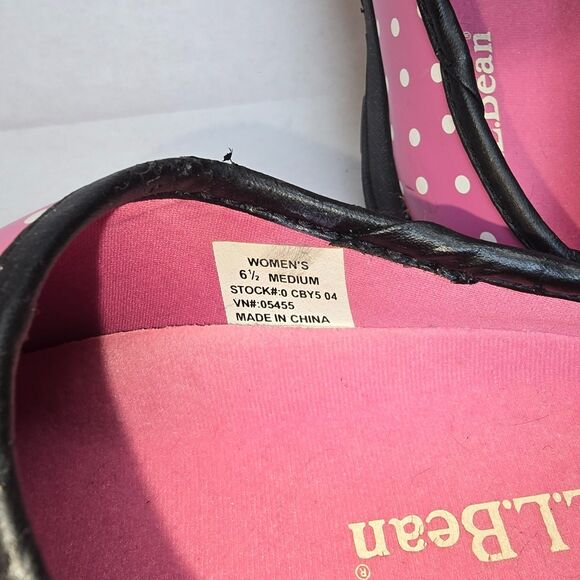 L.L.Bean®
WOMEN'S
6½ MEDIUM
STOCK#:0 CBY5 04
VN#:05455
MADE IN CHINA
L.L.Bean
®